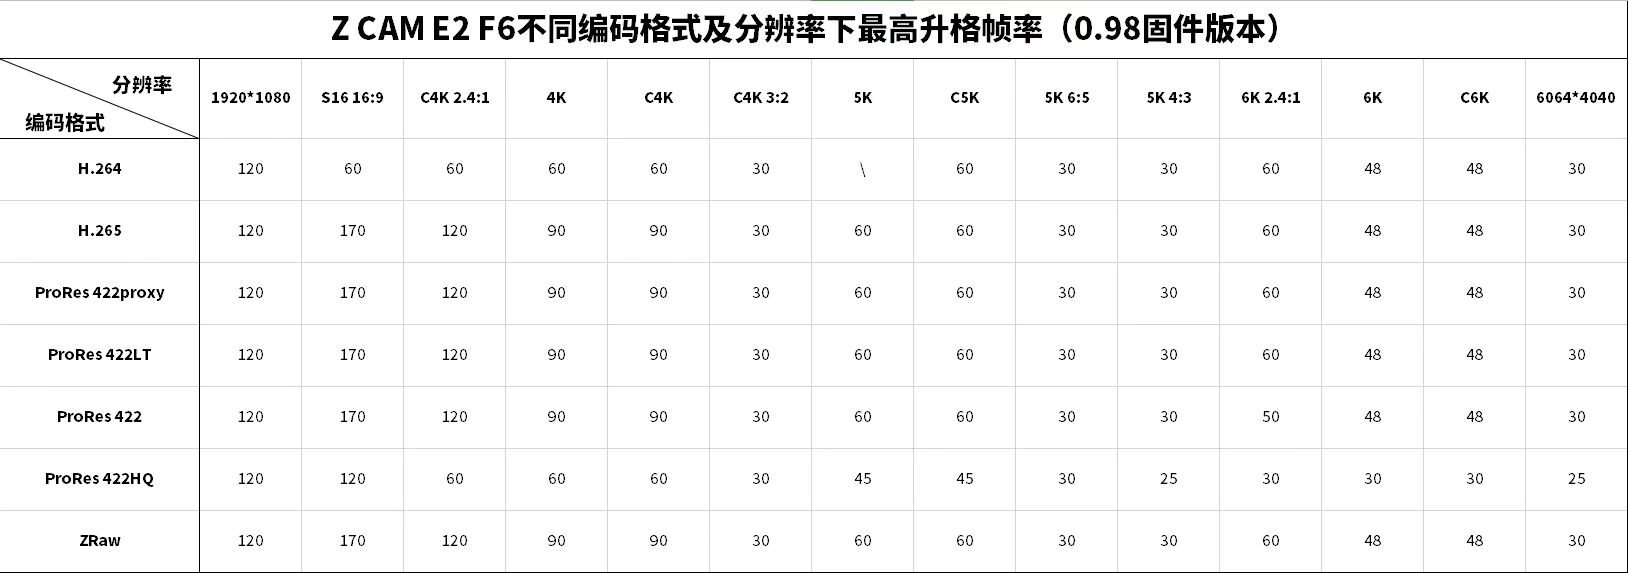 Z CAM E2 F6不同编码格式及分辨率下最高升格帧率（0.98固件版本）
分辨率
编码格式
1920*1080 S16 16:9 C4K 2.4:1 4K C4K C4K 3:2 5K C5K 5K 6:5 5K 4:3 6K 2.4:1 6K C6K 6064*4040
H.264 120 60 60 60 60 30 \ 60 30 30 60 48 48 30
H.265 120 170 120 90 90 30 60 60 30 30 60 48 48 30
ProRes 422proxy 120 170 120 90 90 30 60 60 30 30 60 48 48 30
ProRes 422LT 120 170 120 90 90 30 60 60 30 30 60 48 48 30
ProRes 422 120 170 120 90 90 30 60 60 30 30 50 48 48 30
ProRes 422HQ 120 120 60 60 60 30 45 45 30 25 30 30 30 25
ZRaw 120 170 120 90 90 30 60 60 30 30 60 48 48 30